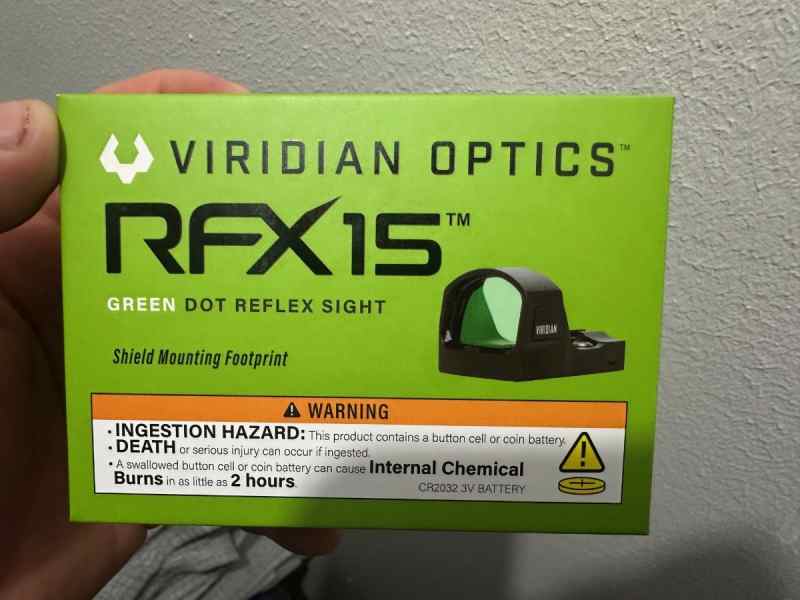 VIRIDIAN OPTICS™
RFX15™
GREEN DOT REFLEX SIGHT
VIRIDIAN
Shield Mounting Footprint
⚠ WARNING
• INGESTION HAZARD: This product contains a button cell or coin battery.
• DEATH or serious injury can occur if ingested.
• A swallowed button cell or coin battery can cause Internal Chemical
Burns in as little as 2 hours.
CR2032 3V BATTERY